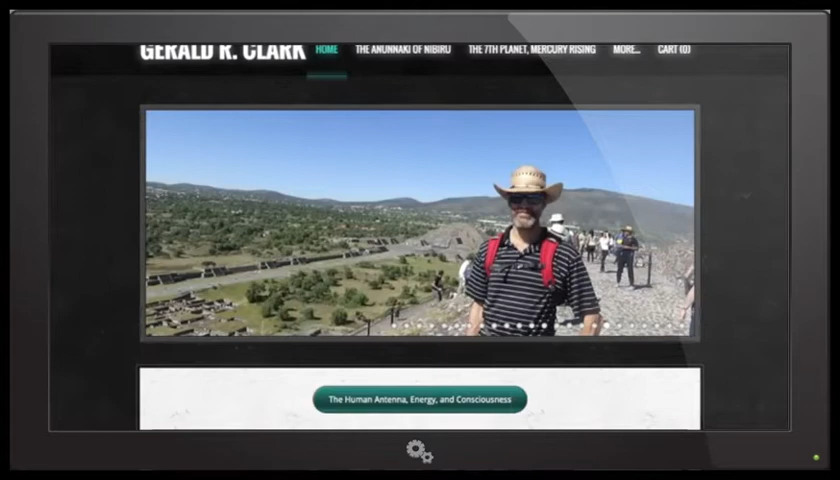 GERALD R. CLARK
HOME THE ANUNNAKI OF NIBIRU THE 7TH PLANET, MERCURY RISING MORE... CART (0)
The Human Antenna, Energy, and Consciousness